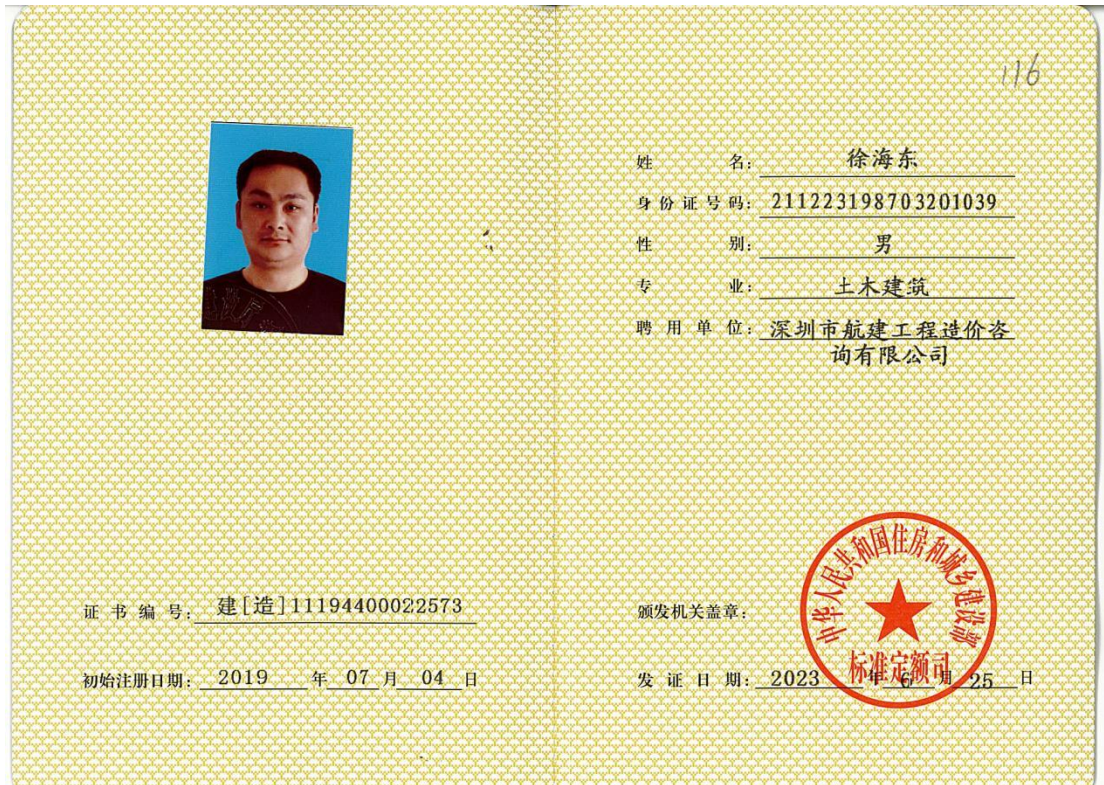 116
姓 名: 徐海东
身份证号码: 211223198703201039
性 别: 男
专 业: 土木建筑
聘用单位: 深圳市航建工程造价咨
询有限公司
证书编号: 建[造]11194400022573
初始注册日期: 2019 年 07 月 04 日
颁发机关盖章:
中华人民共和国住房和城乡建设部
标准定额司
发证日期: 2023 年 6 月 25 日